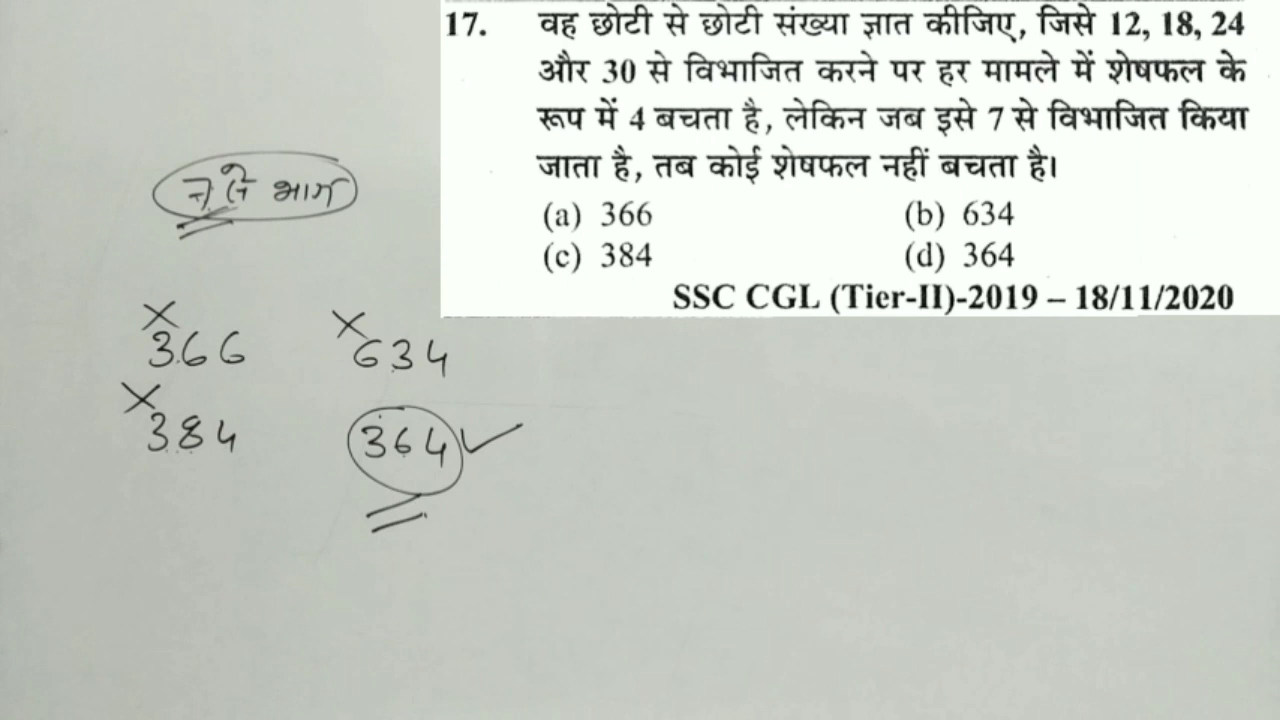 17. वह छोटी से छोटी संख्या ज्ञात कीजिए, जिसे 12, 18, 24
और 30 से विभाजित करने पर हर मामले में शेषफल के
रूप में 4 बचता है, लेकिन जब इसे 7 से विभाजित किया
जाता है, तब कोई शेषफल नहीं बचता है।
(a) 366 (b) 634
(c) 384 (d) 364
SSC CGL (Tier-II)-2019 – 18/11/2020
7 से भाग
366 634
384 364